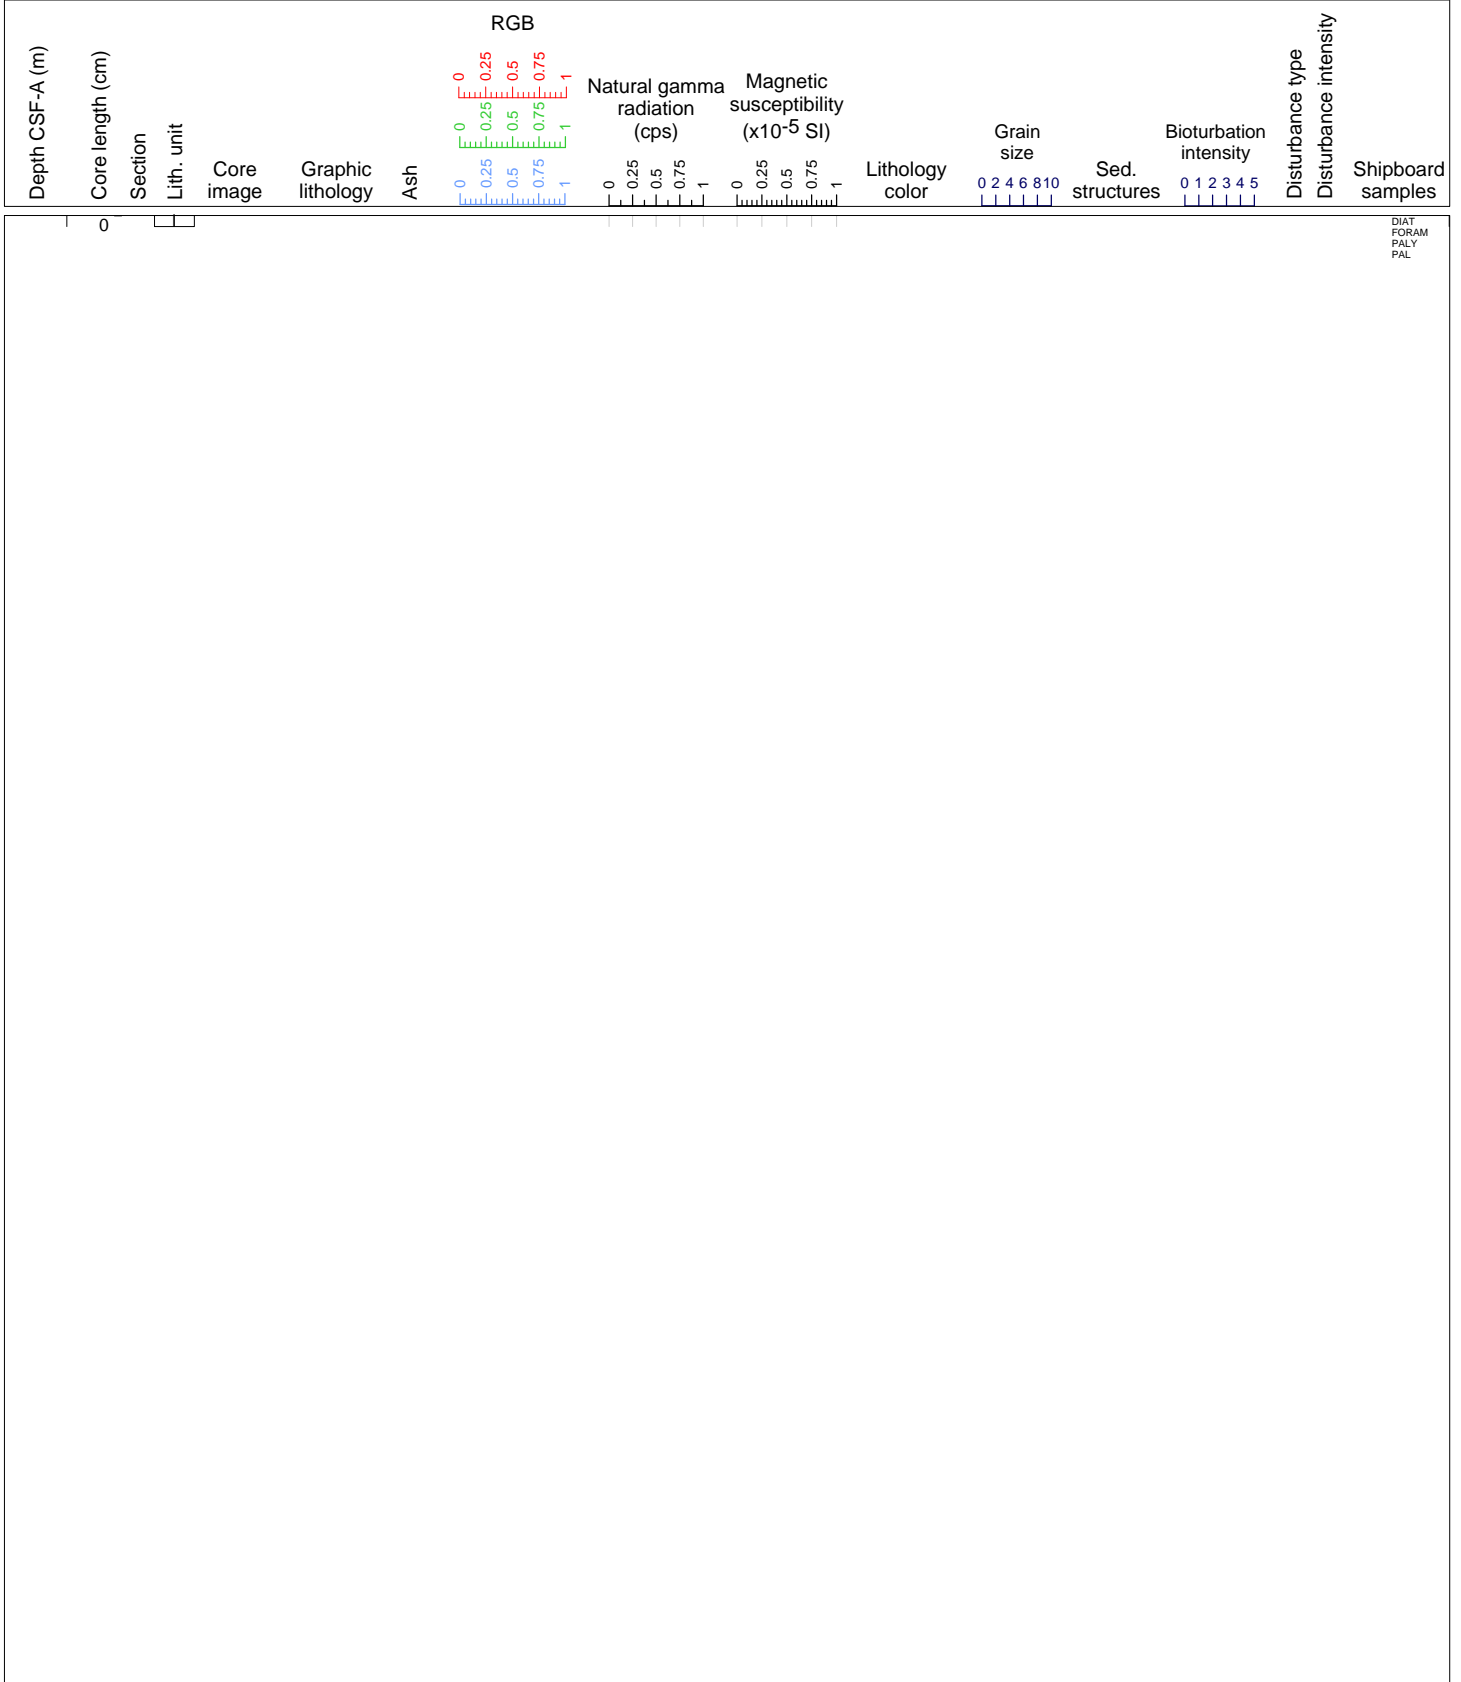 RGB
Depth CSF-A (m)
Core length (cm)
Section
Lith. unit
Core
image
Graphic
lithology
Ash
0 0.25 0.5 0.75 1
0 0.25 0.5 0.75 1
0 0.25 0.5 0.75 1
Natural gamma
radiation
(cps)
0 0.25 0.5 0.75 1
Magnetic
susceptibility
(x10-5 SI)
0 0.25 0.5 0.75 1
Lithology
color
Grain
size
0 2 4 6 8 10
Sed.
structures
Bioturbation
intensity
0 1 2 3 4 5
Disturbance type
Disturbance intensity
Shipboard
samples
0
DIAT
FORAM
PALY
PAL